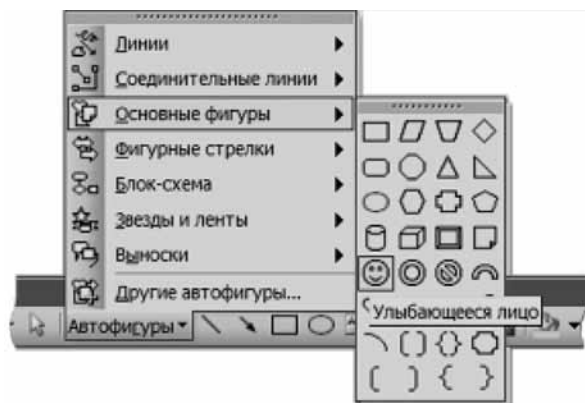 Линии
Соединительные линии
Основные фигуры
Фигурные стрелки
Блок-схема
Звезды и ленты
Выноски
Другие автофигуры...
Улыбающееся лицо
Автофигуры